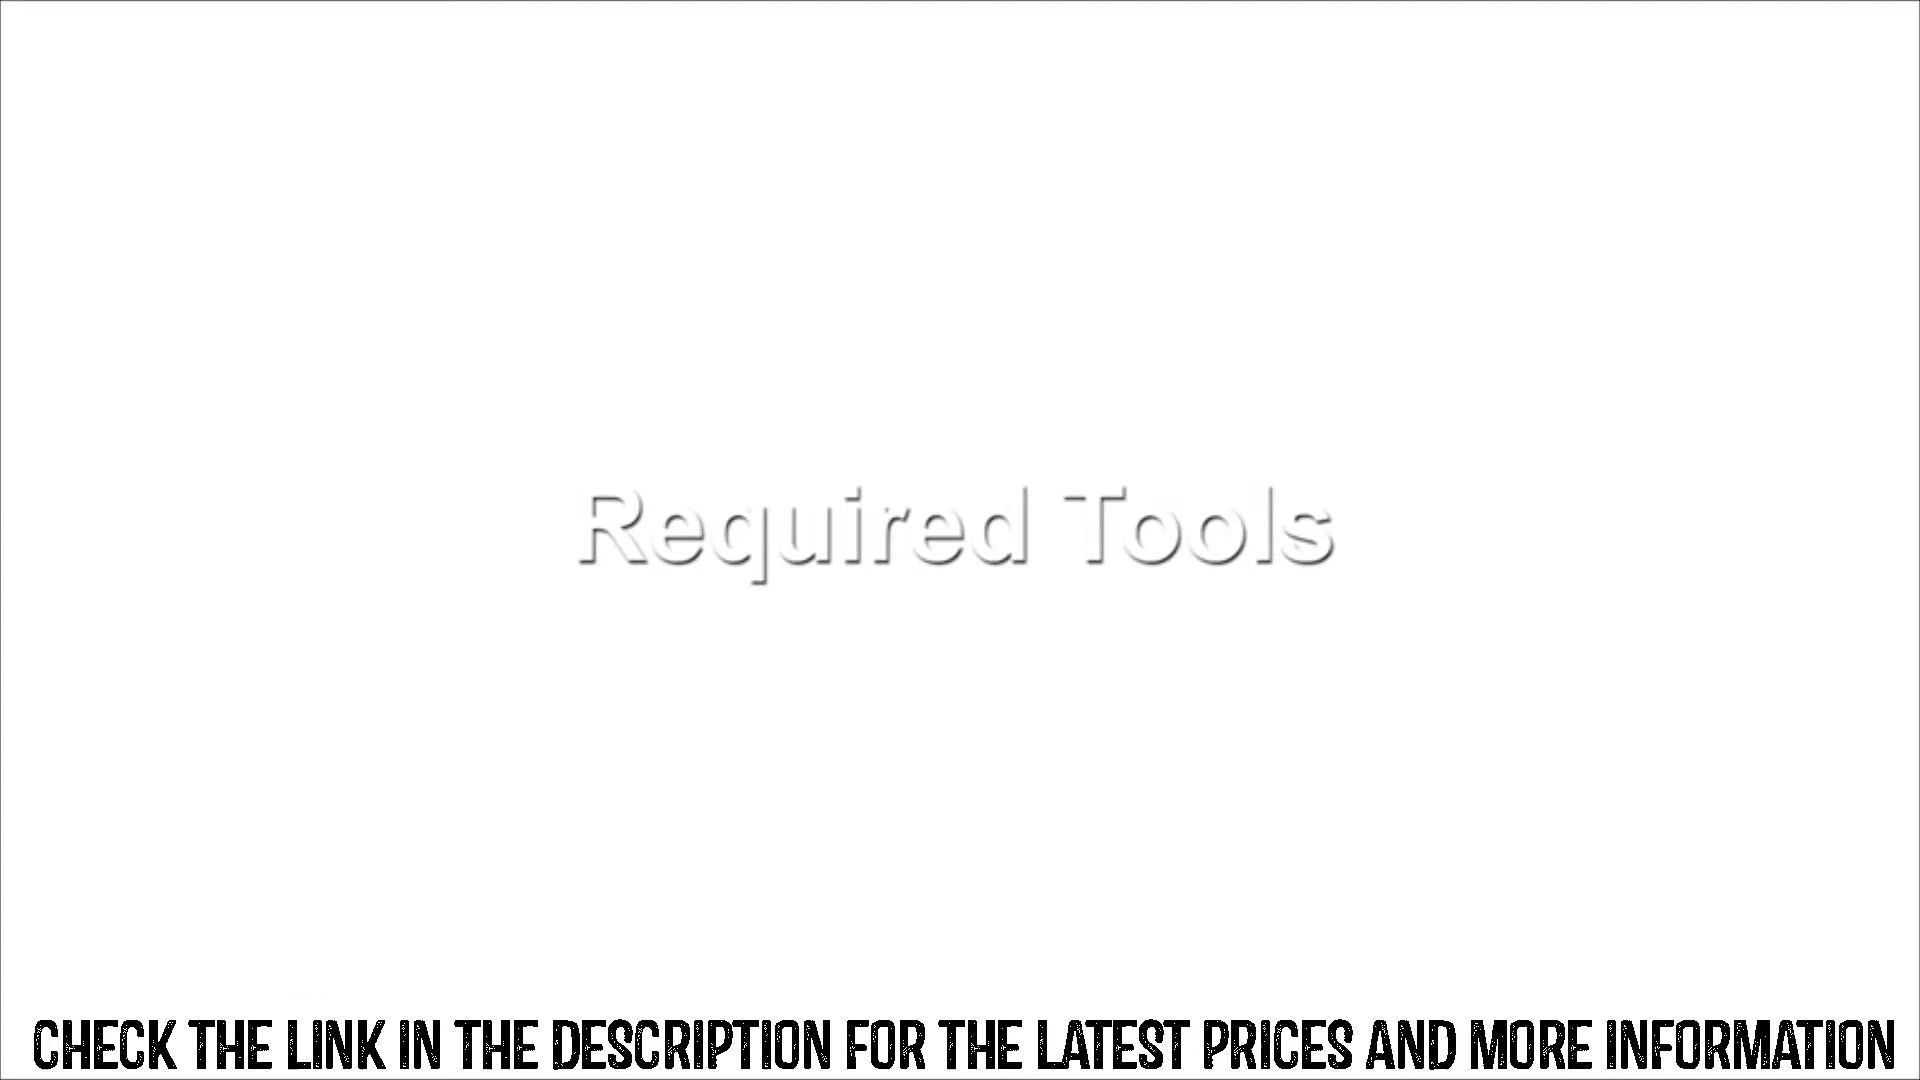 Required Tools
CHECK THE LINK IN THE DESCRIPTION FOR THE LATEST PRICES AND MORE INFORMATION